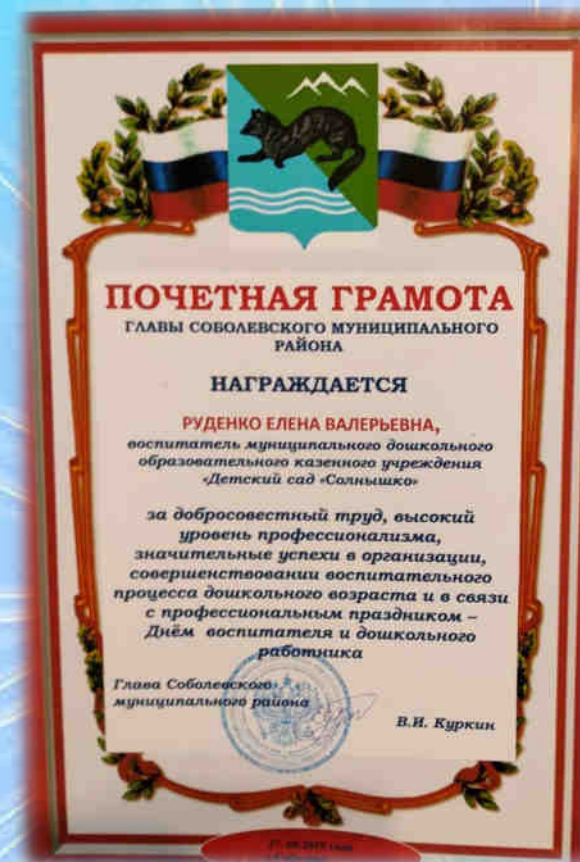 ПОЧЕТНАЯ ГРАМОТА
ГЛАВЫ СОБОЛЕВСКОГО МУНИЦИПАЛЬНОГО
РАЙОНА
НАГРАЖДАЕТСЯ
РУДЕНКО ЕЛЕНА ВАЛЕРЬЕВНА,
воспитатель муниципального дошкольного
образовательного казенного учреждения
«Детский сад «Солнышко»
за добросовестный труд, высокий
уровень профессионализма,
значительные успехи в организации,
совершенствовании воспитательного
процесса дошкольного возраста и в связи
с профессиональным праздником –
Днём воспитателя и дошкольного
работника
Глава Соболевского
муниципального района
В.И. Куркин
года